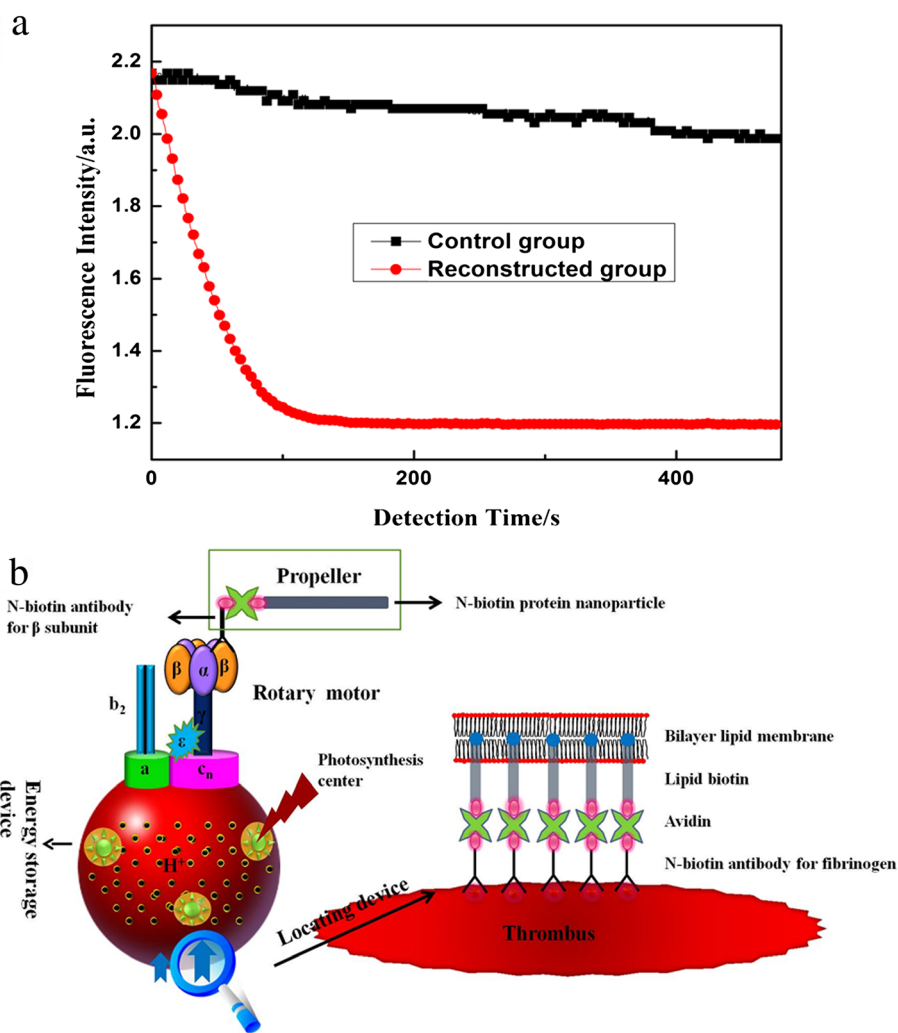 a
2.2
2.0
1.8
1.6
1.4
1.2
Fluorescence Intensity/a.u.
Control group
Reconstructed group
0
200
400
Detection Time/s
b
Propeller
N-biotin antibody
for β subunit
N-biotin protein nanoparticle
β
α
β
b2
Rotary motor
γ
ε
a
cn
Photosynthesis
center
Energy storage
device
H+
Bilayer lipid membrane
Lipid biotin
Avidin
N-biotin antibody for fibrinogen
Locating device
Thrombus